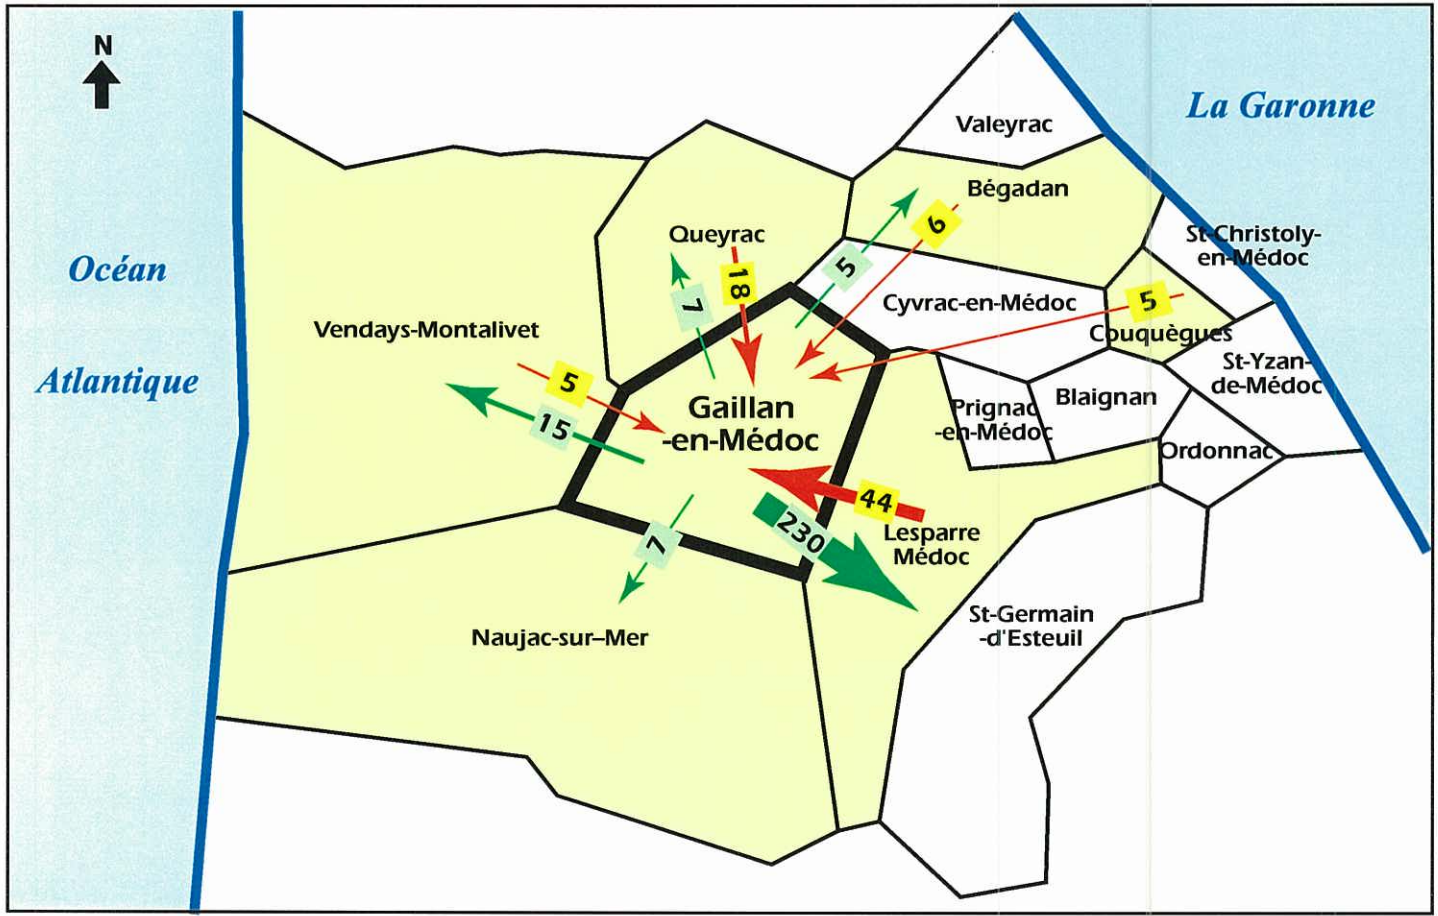 N
La Garonne
Valeyrac
Bégadan
Queyrac
6
St-Christoly-
en-Médoc
Océan
5
18
7
Cyvrac-en-Médoc
5
Vendays-Montalivet
Couquègues
St-Yzan-
de-Médoc
Atlantique
5
Gaillan
-en-Médoc
Blaignan
Prignac
-en-Médoc
15
Ordonnac
44
230
Lesparre
Médoc
7
St-Germain
-d'Esteuil
Naujac-sur–Mer